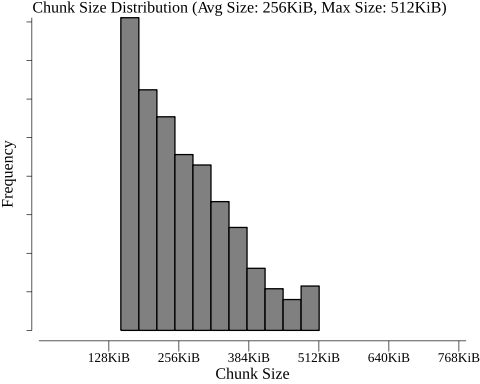 Chunk Size Distribution (Avg Size: 256KiB, Max Size: 512KiB)
Frequency
128KiB 256KiB 384KiB 512KiB 640KiB 768KiB
Chunk Size